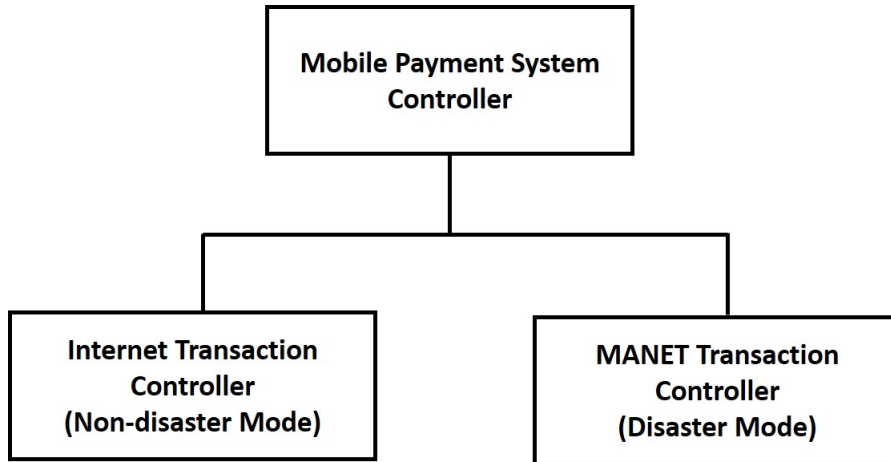 Mobile Payment System
Controller
Internet Transaction
Controller
(Non-disaster Mode)
MANET Transaction
Controller
(Disaster Mode)